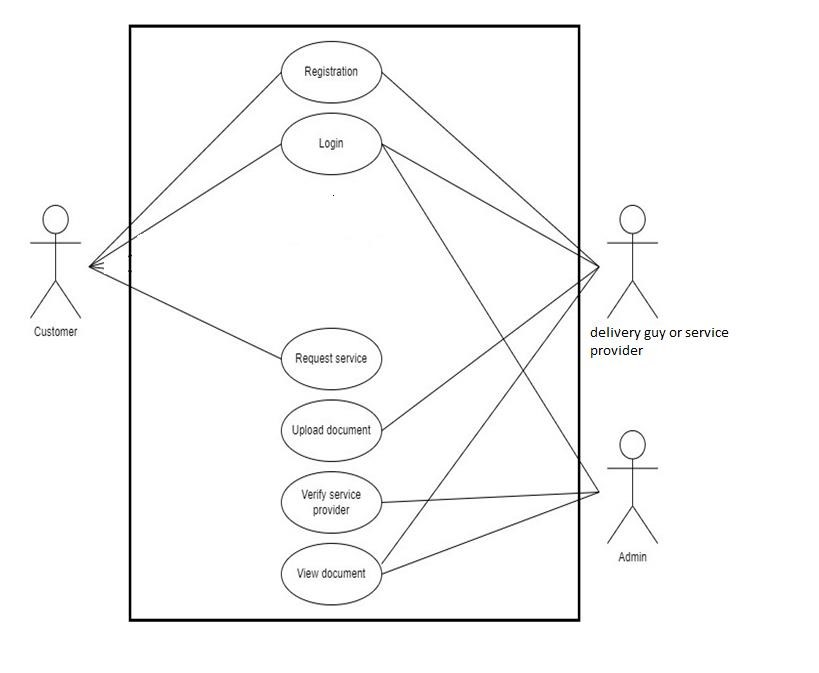 Registration
Login
Customer
delivery guy or service
provider
Request service
Upload document
Verify service
provider
Admin
View document